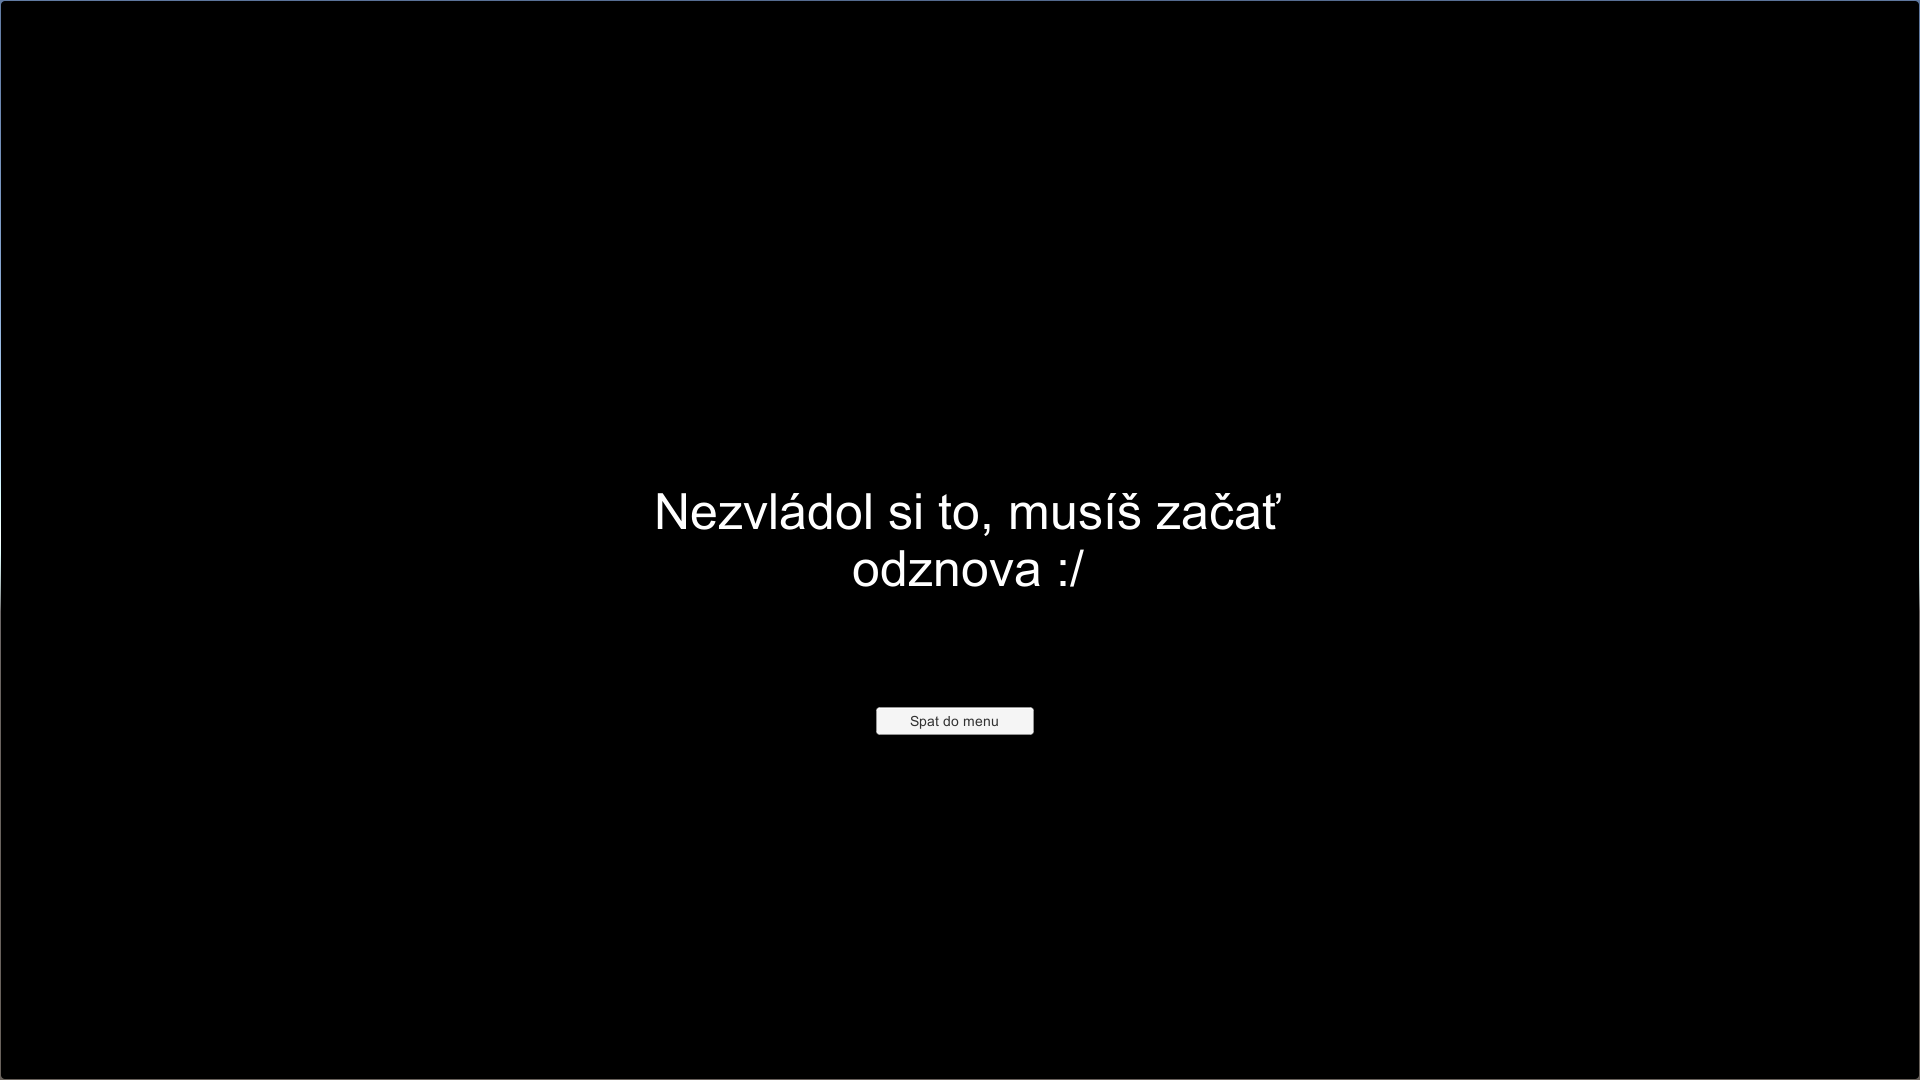 Nezvládol si to, musíš začať
odznova :/
Spat do menu